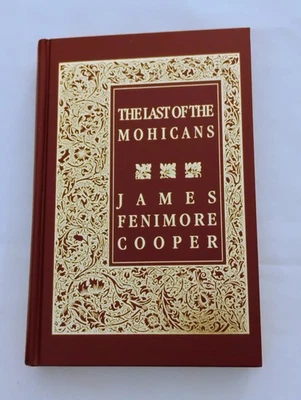 THE LAST OF THE
MOHICANS
JAMES
FENIMORE
COOPER